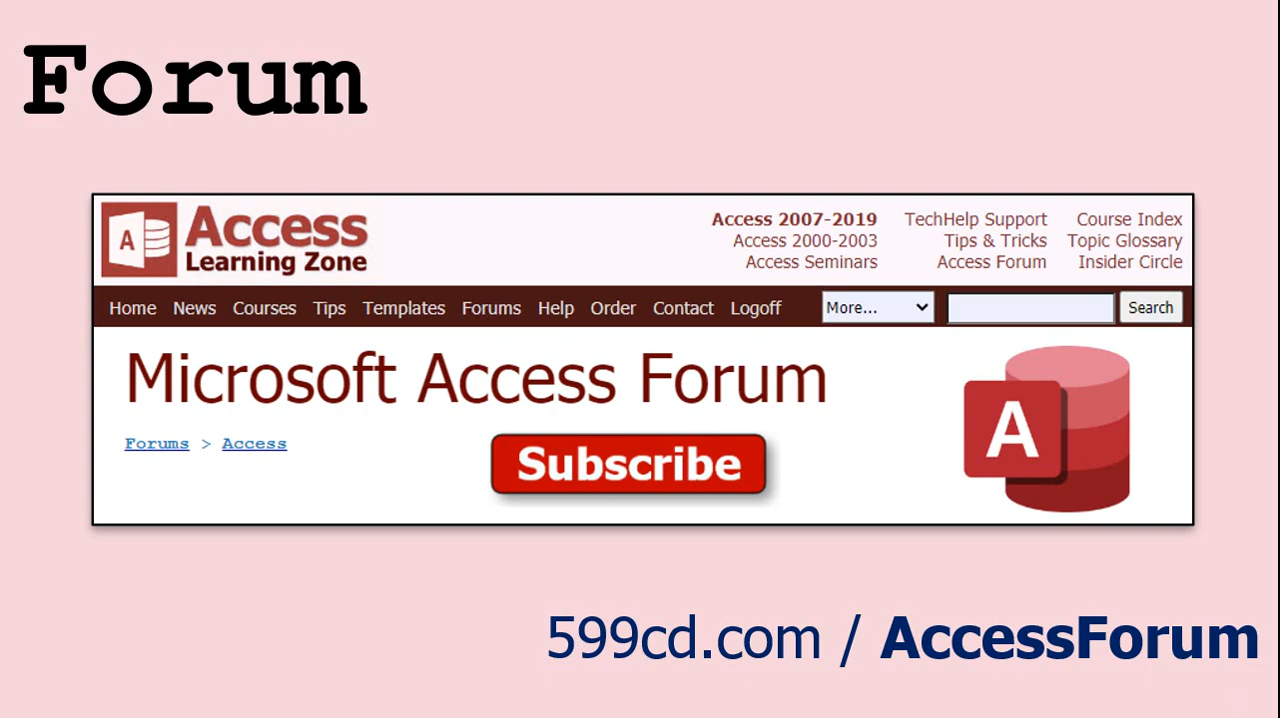 Forum
A
Access
Learning Zone
Access 2007-2019 TechHelp Support Course Index
Access 2000-2003 Tips & Tricks Topic Glossary
Access Seminars Access Forum Insider Circle
Home News Courses Tips Templates Forums Help Order Contact Logoff More... Search
Microsoft Access Forum
Forums > Access
Subscribe
A
599cd.com / AccessForum